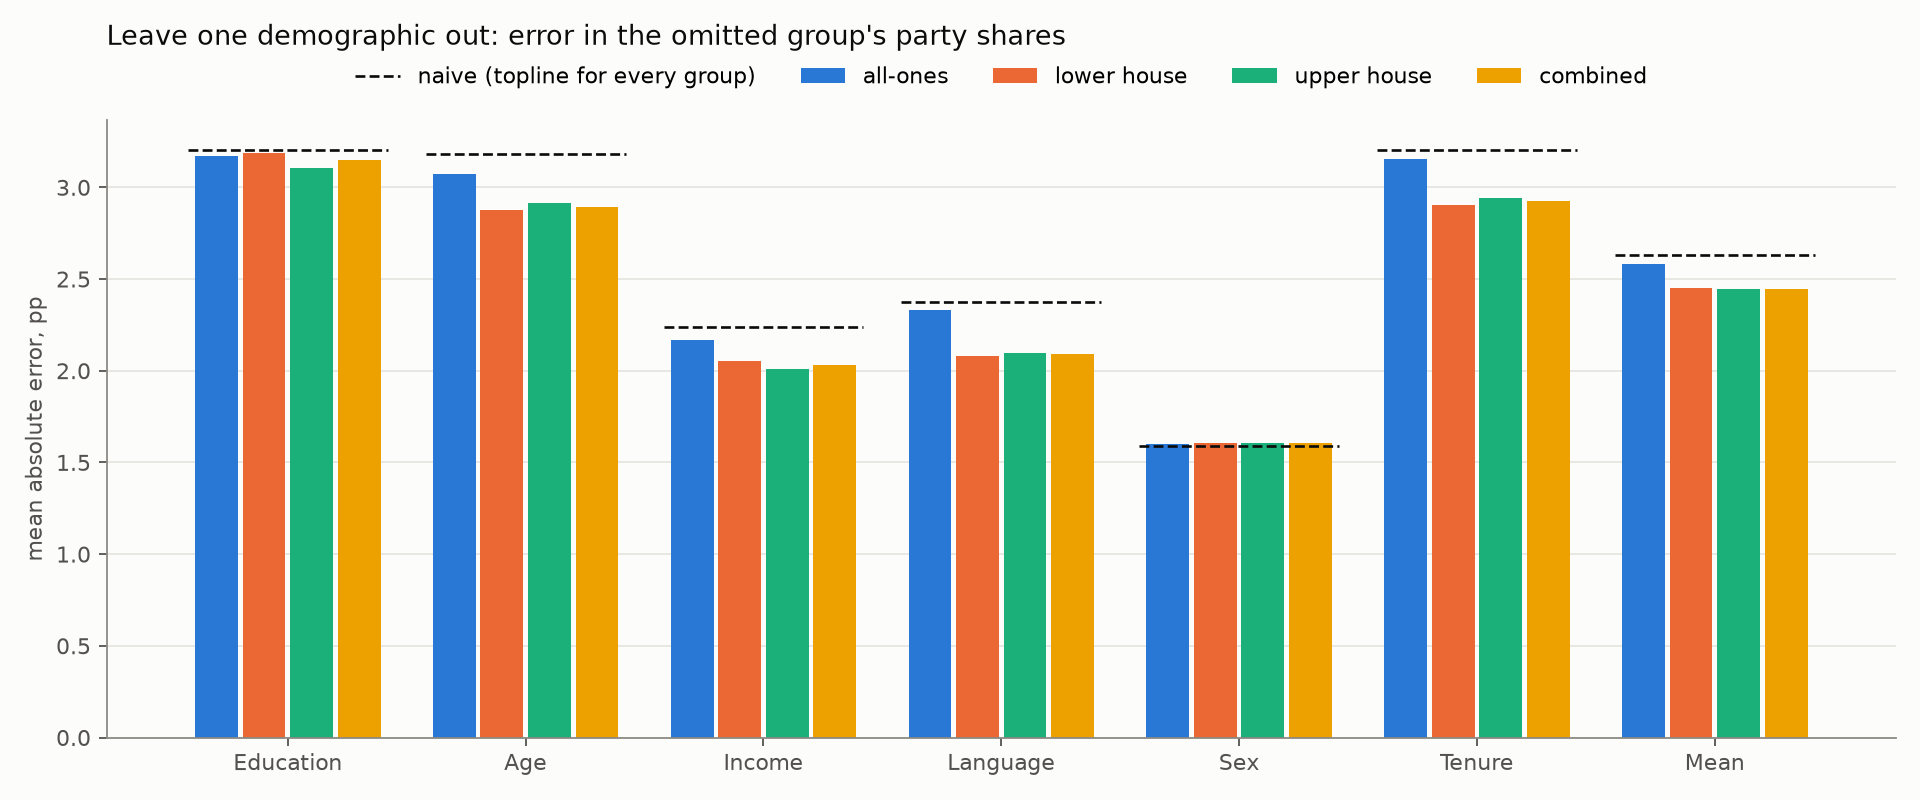 Leave one demographic out: error in the omitted group's party shares
naive (topline for every group) all-ones lower house upper house combined
mean absolute error, pp
3.0
2.5
2.0
1.5
1.0
0.5
0.0
Education Age Income Language Sex Tenure Mean